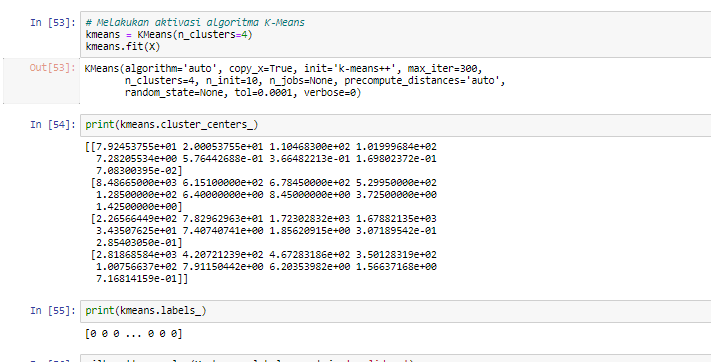 In [53]: # Melakukan aktivasi algoritma K-Means
kmeans = KMeans(n_clusters=4)
kmeans.fit(X)
Out[53]: KMeans(algorithm='auto', copy_x=True, init='k-means++', max_iter=300,
n_clusters=4, n_init=10, n_jobs=None, precompute_distances='auto',
random_state=None, tol=0.0001, verbose=0)
In [54]: print(kmeans.cluster_centers_)
[[7.92453755e+01 2.00053755e+01 1.10468300e+02 1.01999684e+02
7.28205534e+00 5.76442688e-01 3.66482213e-01 1.69802372e-01
7.08300395e-02]
[8.48665000e+03 6.15100000e+02 6.78450000e+02 5.29950000e+02
1.28500000e+02 6.40000000e+00 8.45000000e+00 3.72500000e+00
1.42500000e+00]
[2.26566449e+02 7.82962963e+01 1.72302832e+03 1.67882135e+03
3.43507625e+01 7.40740741e+00 1.85620915e+00 3.07189542e-01
2.85403050e-01]
[2.81868584e+03 4.20721239e+02 4.67283186e+02 3.50128319e+02
1.00756637e+02 7.91150442e+00 6.20353982e+00 1.56637168e+00
7.16814159e-01]]
In [55]: print(kmeans.labels_)
[0 0 0 ... 0 0 0]